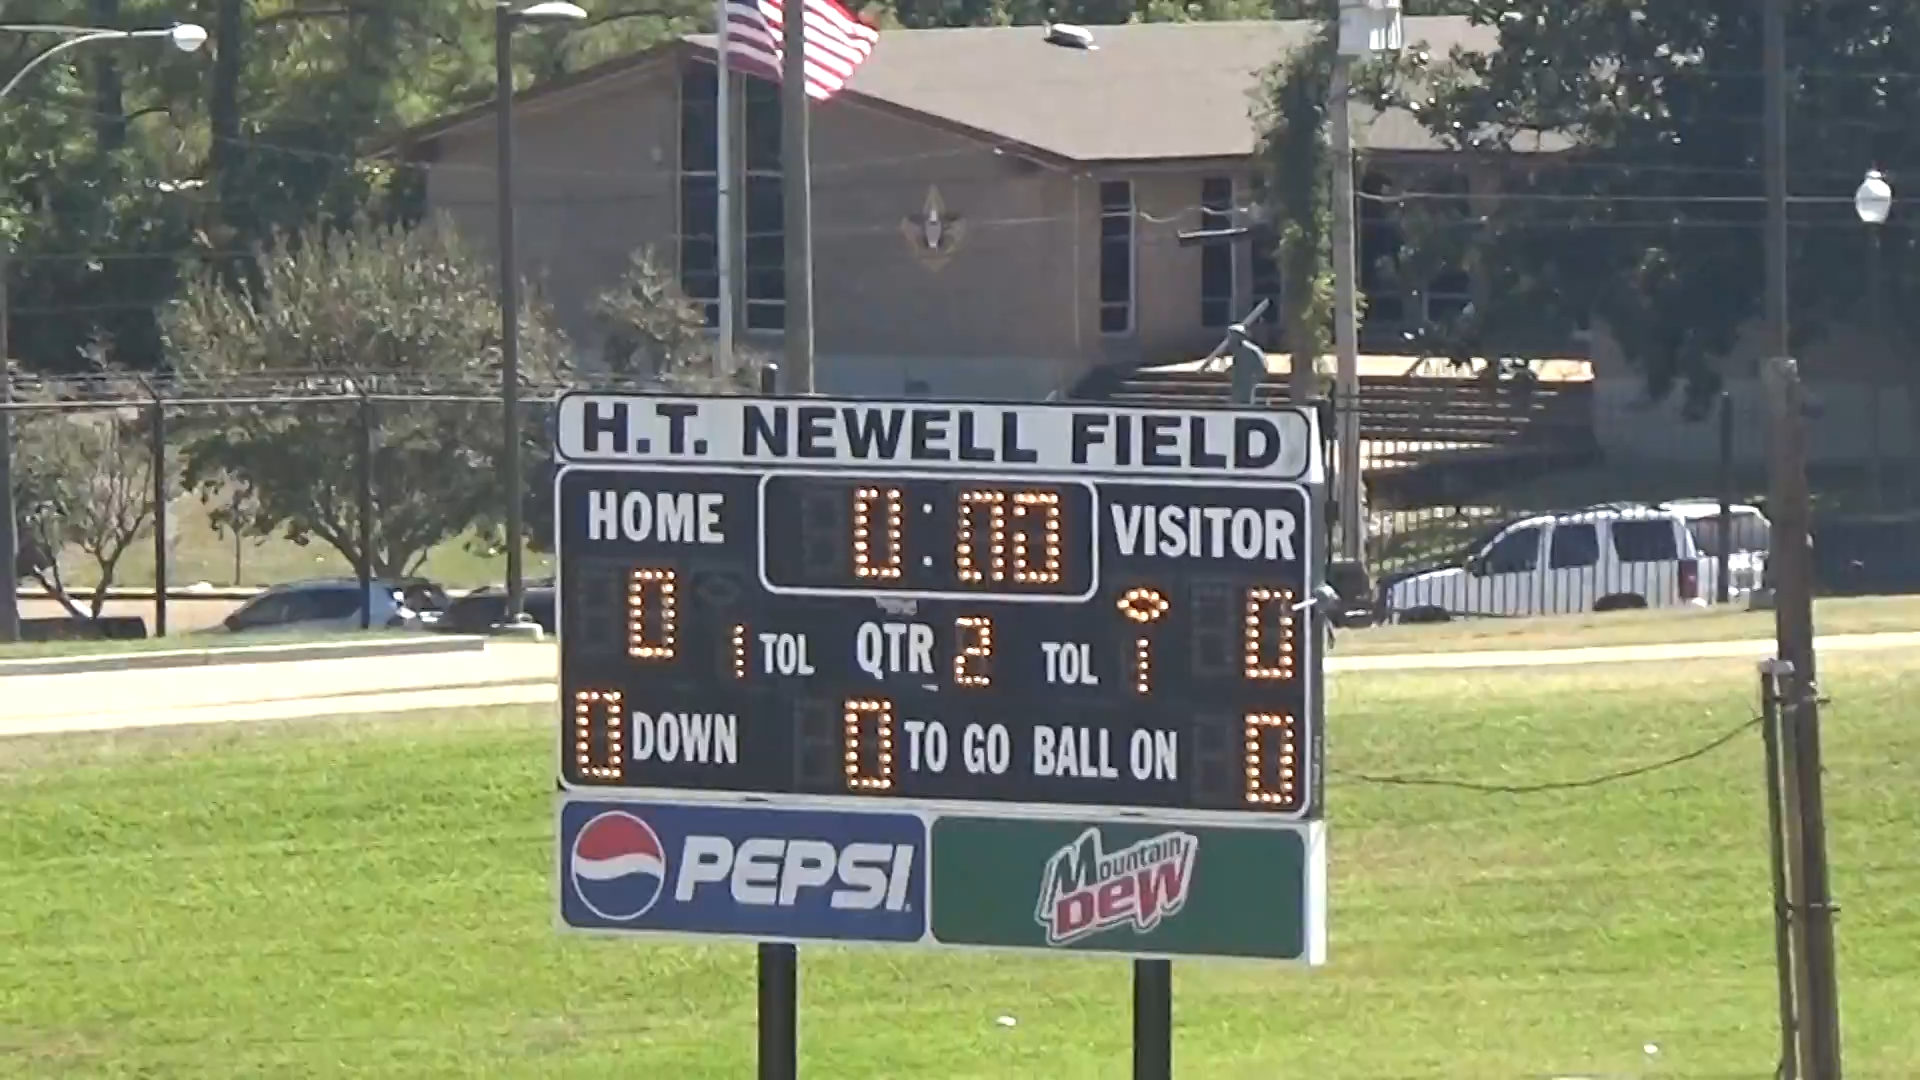 H.T. NEWELL FIELD
HOME 0:00 VISITOR
0 1 TOL QTR 2 TOL 1 0
0 DOWN 0 TO GO BALL ON 0
PEPSI Mountain Dew